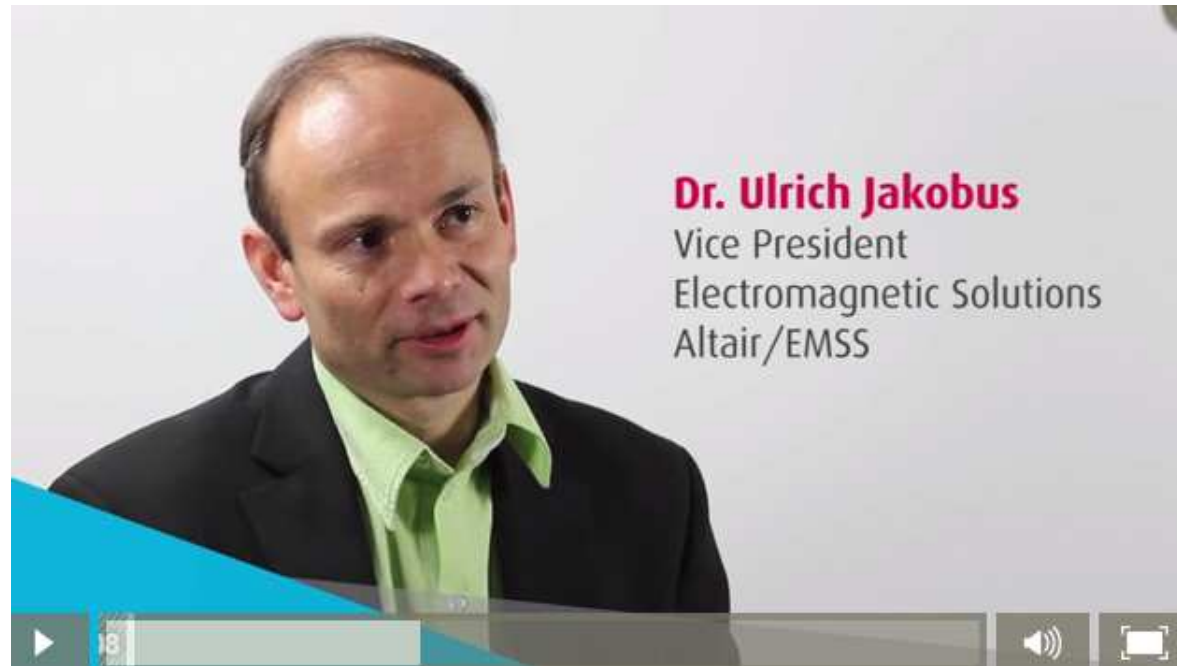 Dr. Ulrich Jakobus
Vice President
Electromagnetic Solutions
Altair/EMSS